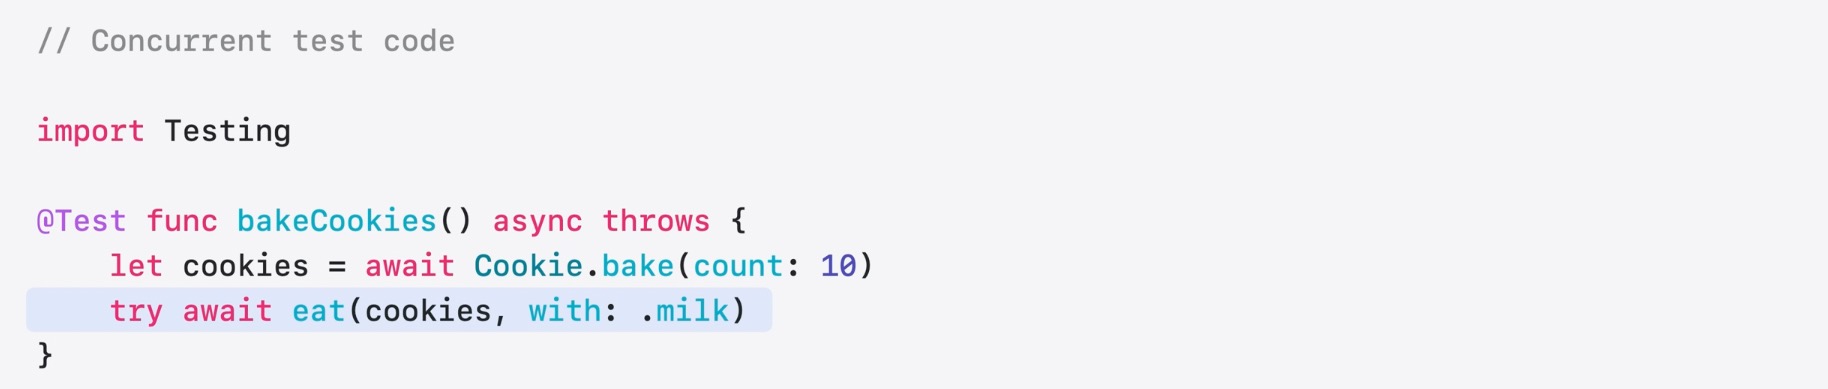 // Concurrent test code
import Testing
@Test func bakeCookies() async throws {
    let cookies = await Cookie.bake(count: 10)
    try await eat(cookies, with: .milk)
}